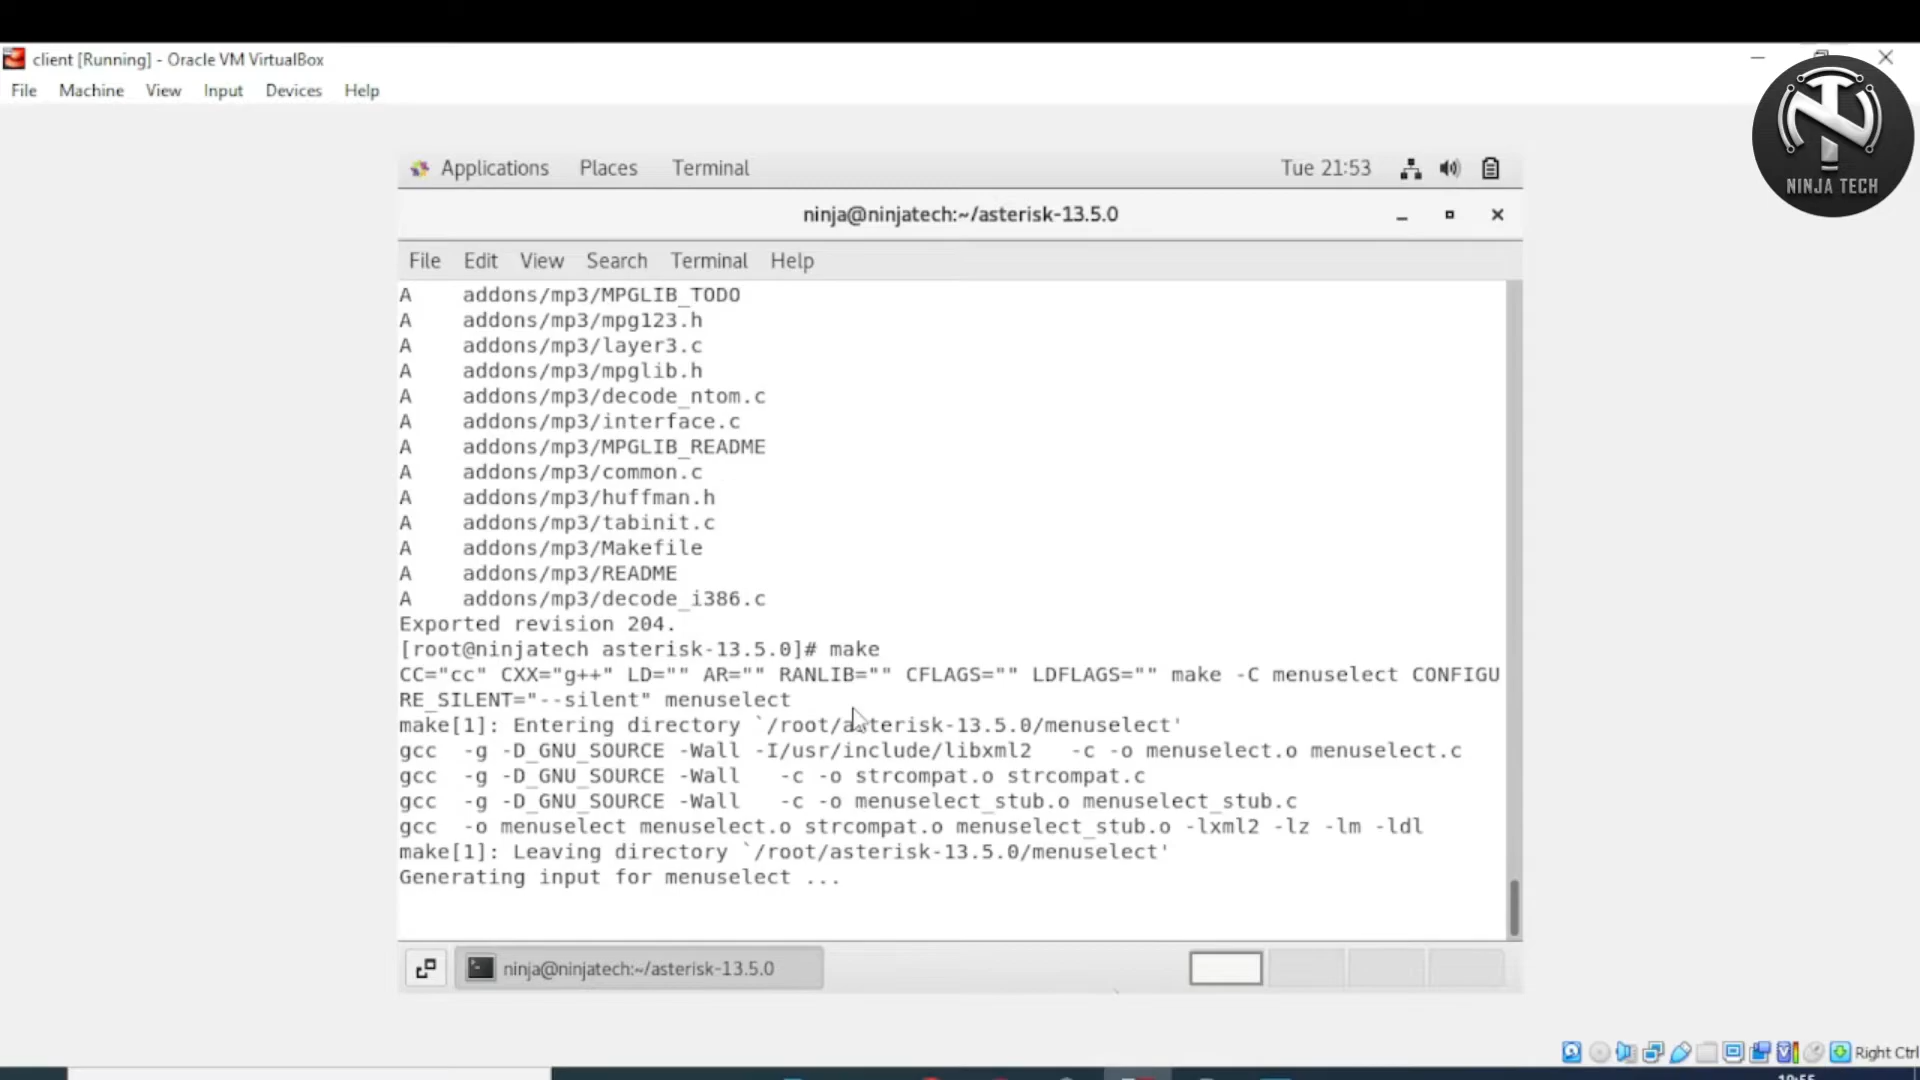 client [Running] - Oracle VM VirtualBox
File Machine View Input Devices Help
NINJA TECH
Applications Places Terminal Tue 21:53
ninja@ninjatech:~/asterisk-13.5.0
File Edit View Search Terminal Help
A addons/mp3/MPGLIB_TODO
A addons/mp3/mpg123.h
A addons/mp3/layer3.c
A addons/mp3/mpglib.h
A addons/mp3/decode_ntom.c
A addons/mp3/interface.c
A addons/mp3/MPGLIB_README
A addons/mp3/common.c
A addons/mp3/huffman.h
A addons/mp3/tabinit.c
A addons/mp3/Makefile
A addons/mp3/README
A addons/mp3/decode_i386.c
Exported revision 204.
[root@ninjatech asterisk-13.5.0]# make
CC="cc" CXX="g++" LD="" AR="" RANLIB="" CFLAGS="" LDFLAGS="" make -C menuselect CONFIGU
RE_SILENT="--silent" menuselect
make[1]: Entering directory `/root/asterisk-13.5.0/menuselect'
gcc -g -D_GNU_SOURCE -Wall -I/usr/include/libxml2 -c -o menuselect.o menuselect.c
gcc -g -D_GNU_SOURCE -Wall -c -o strcompat.o strcompat.c
gcc -g -D_GNU_SOURCE -Wall -c -o menuselect_stub.o menuselect_stub.c
gcc -o menuselect menuselect.o strcompat.o menuselect_stub.o -lxml2 -lz -lm -ldl
make[1]: Leaving directory `/root/asterisk-13.5.0/menuselect'
Generating input for menuselect ...
ninja@ninjatech:~/asterisk-13.5.0
Right Ctrl